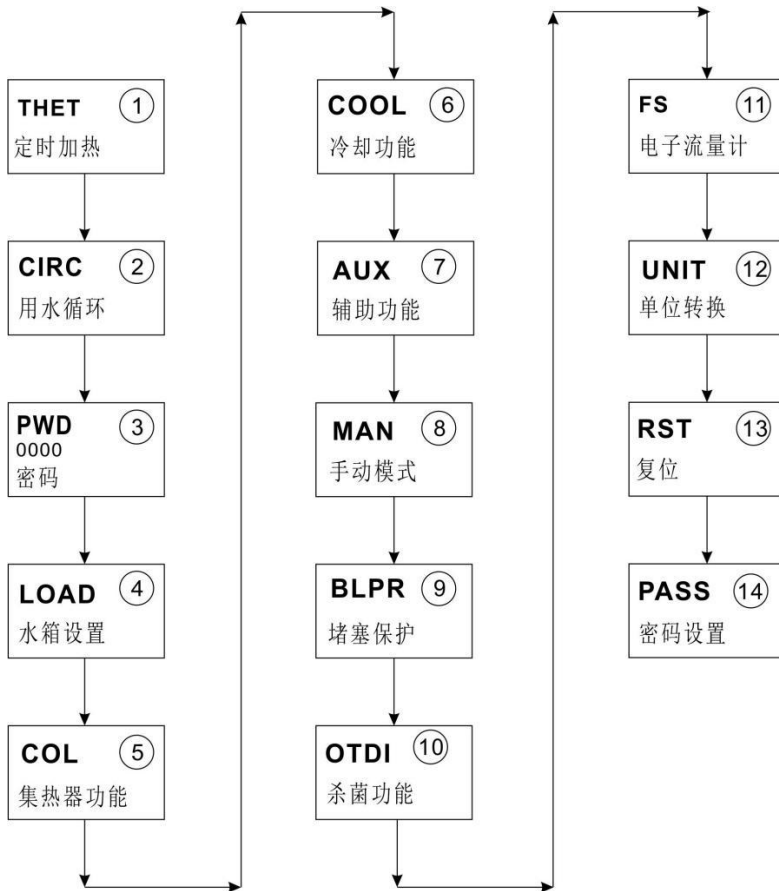 THET ①
定时加热
CIRC ②
用水循环
PWD ③
0000
密码
LOAD ④
水箱设置
COL ⑤
集热器功能
COOL ⑥
冷却功能
AUX ⑦
辅助功能
MAN ⑧
手动模式
BLPR ⑨
堵塞保护
OTDI ⑩
杀菌功能
FS ⑪
电子流量计
UNIT ⑫
单位转换
RST ⑬
复位
PASS ⑭
密码设置